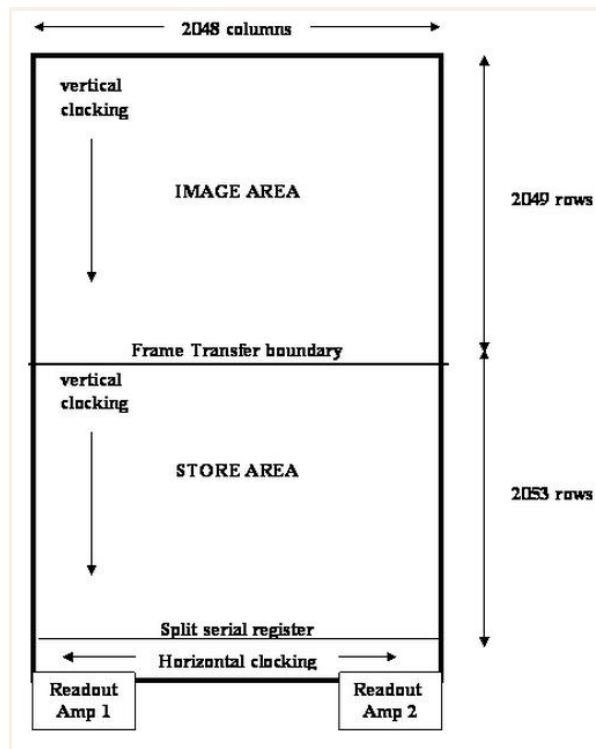 2048 columns
vertical
clocking
IMAGE AREA
2049 rows
Frame Transfer boundary
vertical
clocking
STORE AREA
2053 rows
Split serial register
Horizontal clocking
Readout
Amp 1
Readout
Amp 2